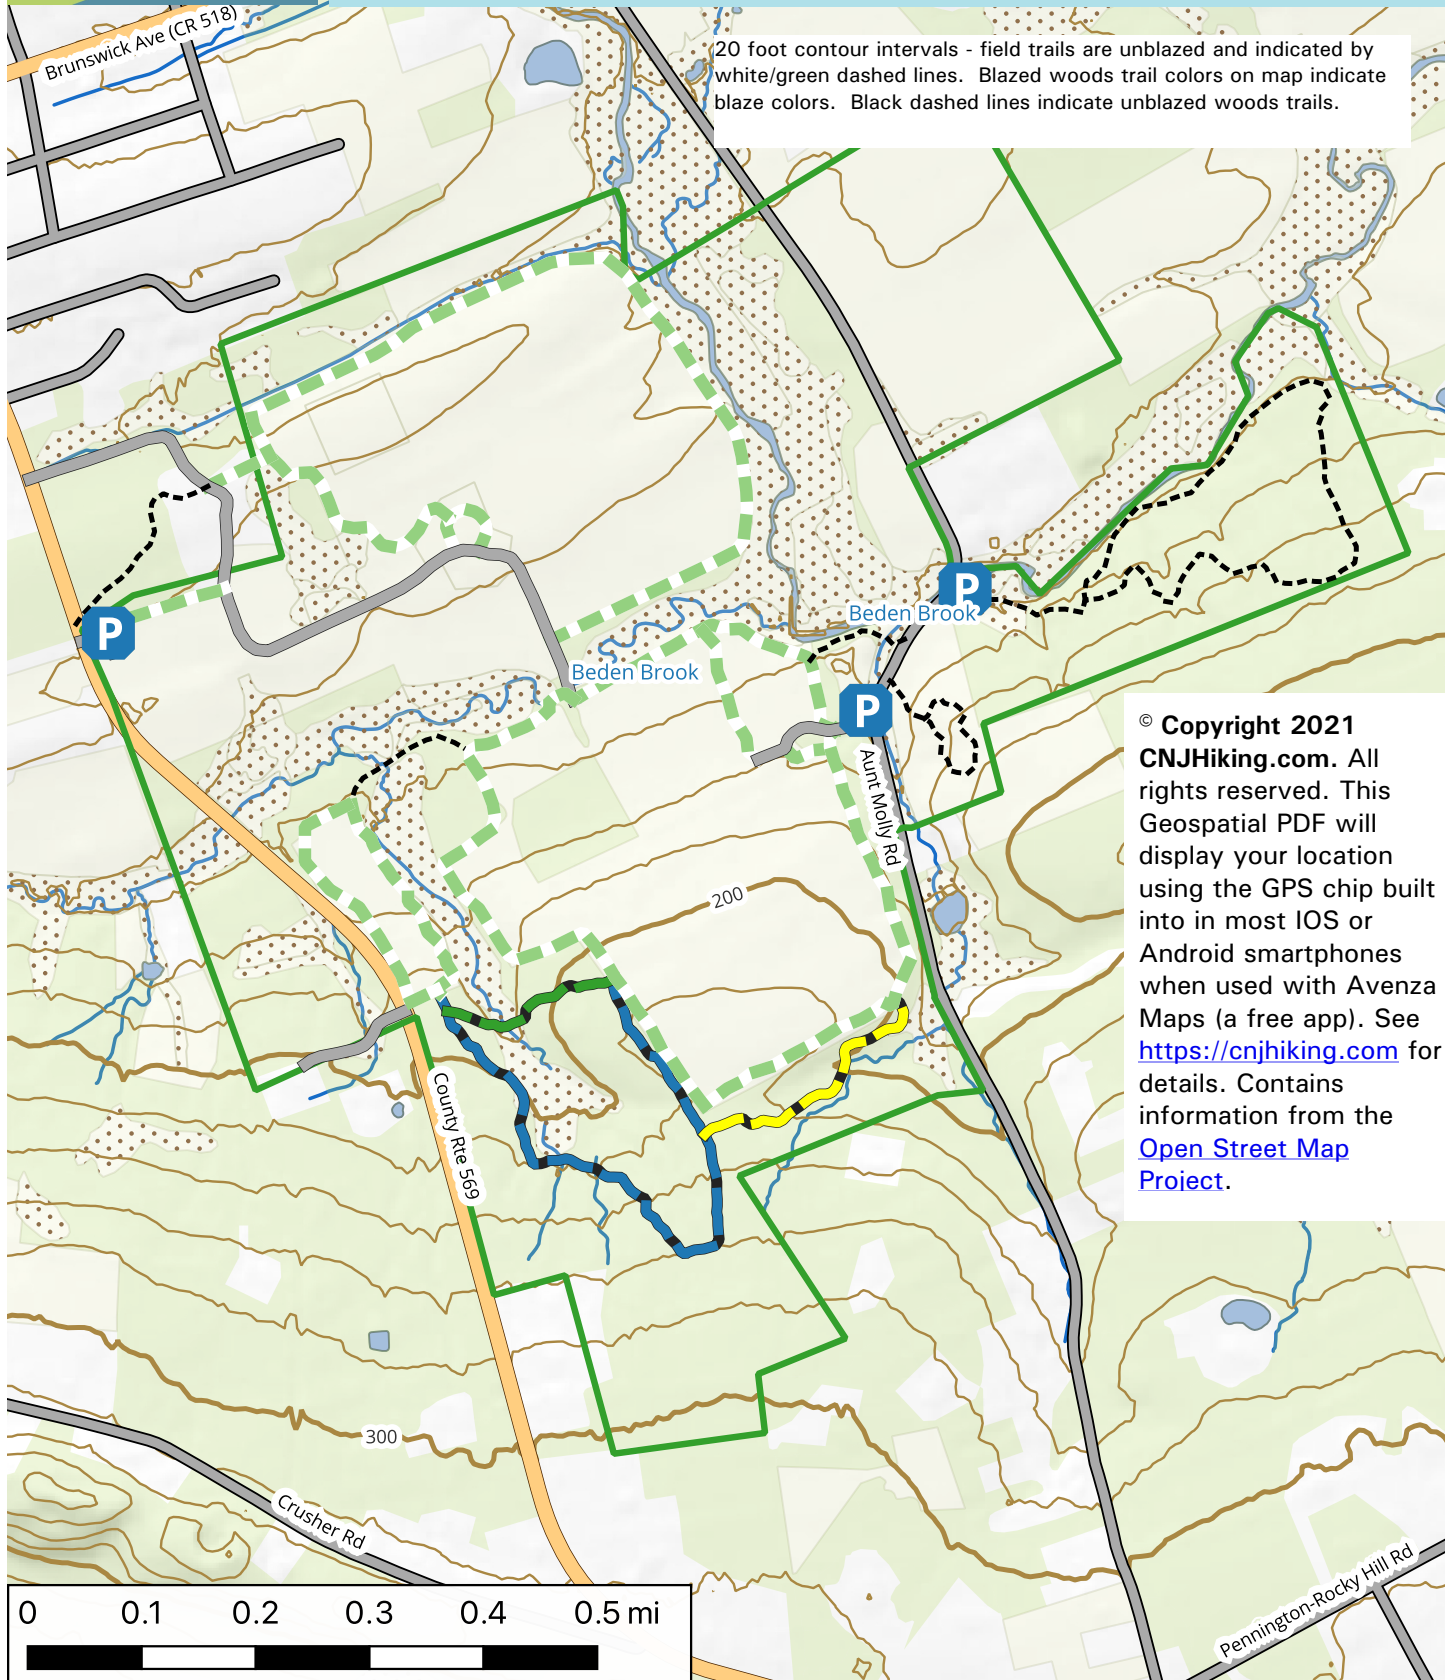 Brunswick Ave (CR 518)
20 foot contour intervals - field trails are unblazed and indicated by
white/green dashed lines.  Blazed woods trail colors on map indicate
blaze colors.  Black dashed lines indicate unblazed woods trails.
P
Beden Brook
P
Beden Brook
P
Aunt Molly Rd
© Copyright 2021
CNJHiking.com. All
rights reserved. This
Geospatial PDF will
display your location
using the GPS chip built
into in most IOS or
Android smartphones
when used with Avenza
Maps (a free app). See
https://cnjhiking.com for
details. Contains
information from the
Open Street Map
Project.
200
County Rte 569
300
Crusher Rd
Pennington-Rocky Hill Rd
0 0.1 0.2 0.3 0.4 0.5 mi